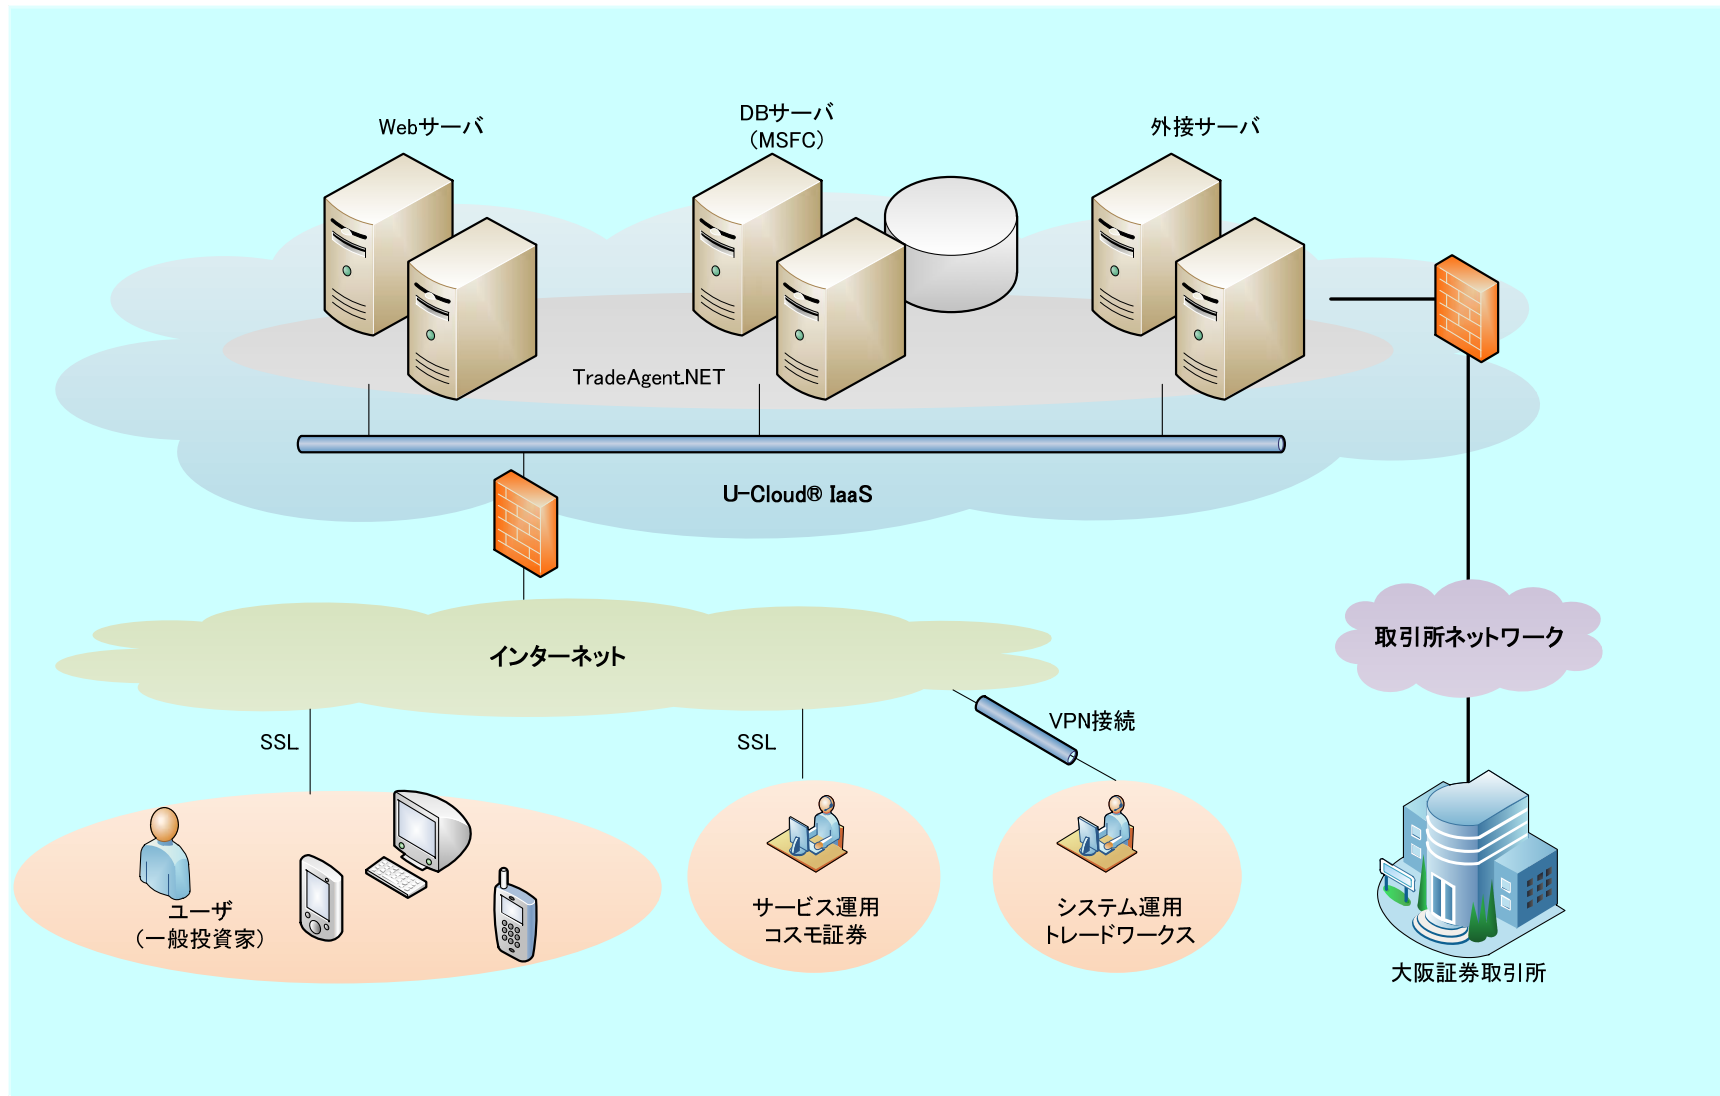 Webサーバ
DBサーバ
（MSFC）
外接サーバ
TradeAgent.NET
U-Cloud® IaaS
インターネット
取引所ネットワーク
SSL
SSL
VPN接続
ユーザ
（一般投資家）
サービス運用
コスモ証券
システム運用
トレードワークス
大阪証券取引所